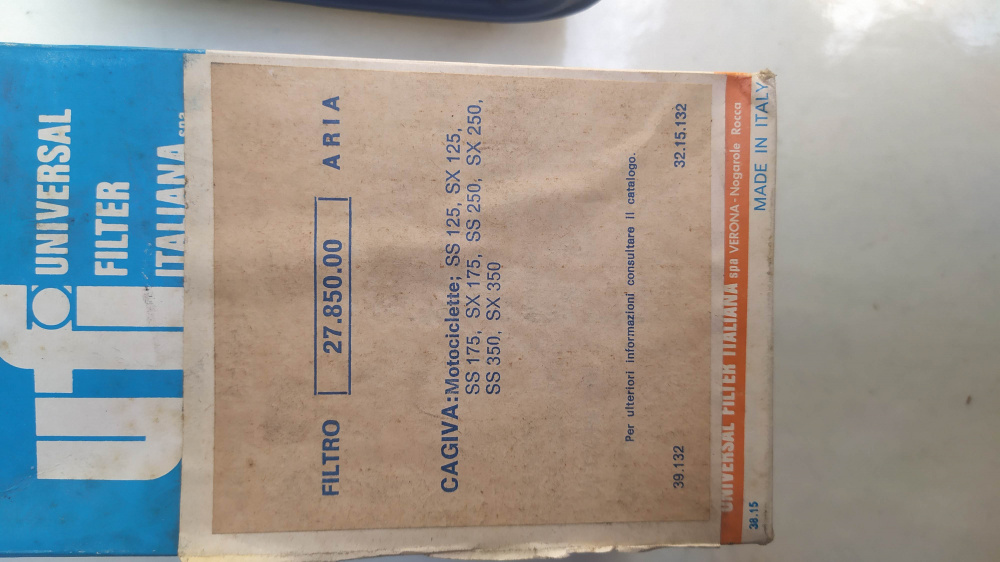 ufi
UNIVERSAL
FILTER
ITALIANA spa
FILTRO 27.850.00 ARIA
CAGIVA: Motociclette; SS 125, SX 125,
SS 175, SX 175, SS 250, SX 250,
SS 350, SX 350
Per ulteriori informazioni consultare il catalogo.
39.132 32.15.132
UNIVERSAL FILTER ITALIANA spa VERONA - Nogarole Rocca
38.15 MADE IN ITALY